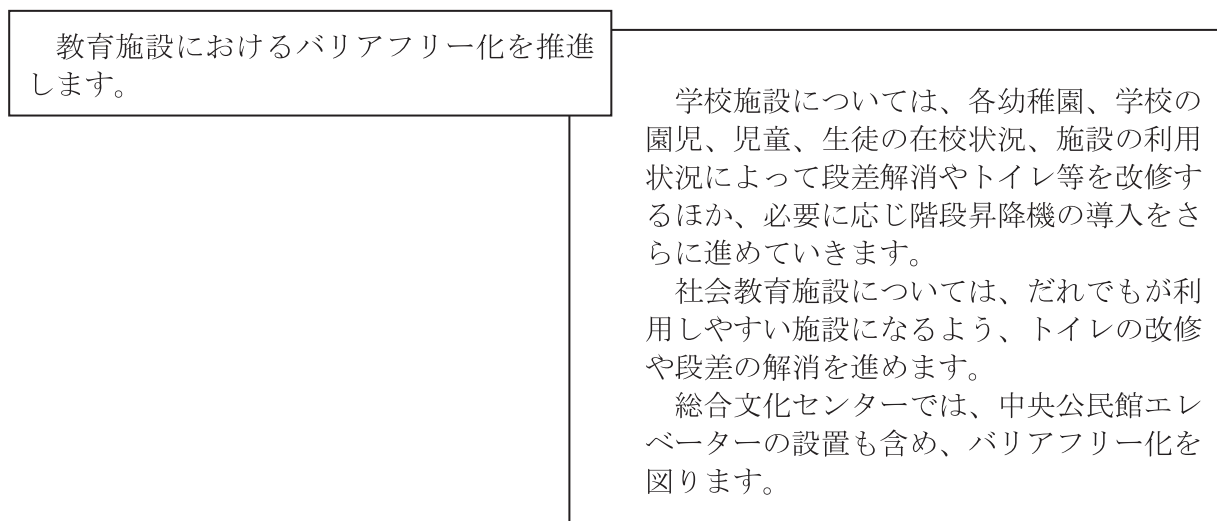 教育施設におけるバリアフリー化を推進
します。
学校施設については、各幼稚園、学校の
園児、児童、生徒の在校状況、施設の利用
状況によって段差解消やトイレ等を改修す
るほか、必要に応じ階段昇降機の導入をさ
らに進めていきます。
社会教育施設については、だれでもが利
用しやすい施設になるよう、トイレの改修
や段差の解消を進めます。
総合文化センターでは、中央公民館エレ
ベーターの設置も含め、バリアフリー化を
図ります。